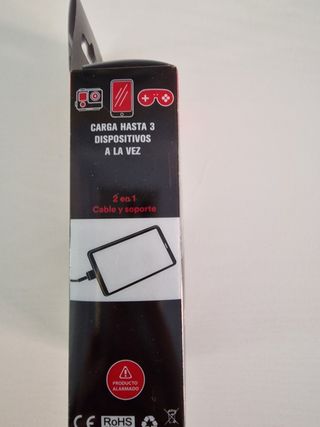 CARGA HASTA 3
DISPOSITIVOS
A LA VEZ
2 en 1
Cable y soporte
PRODUCTO
ALARMADO
CE RoHS